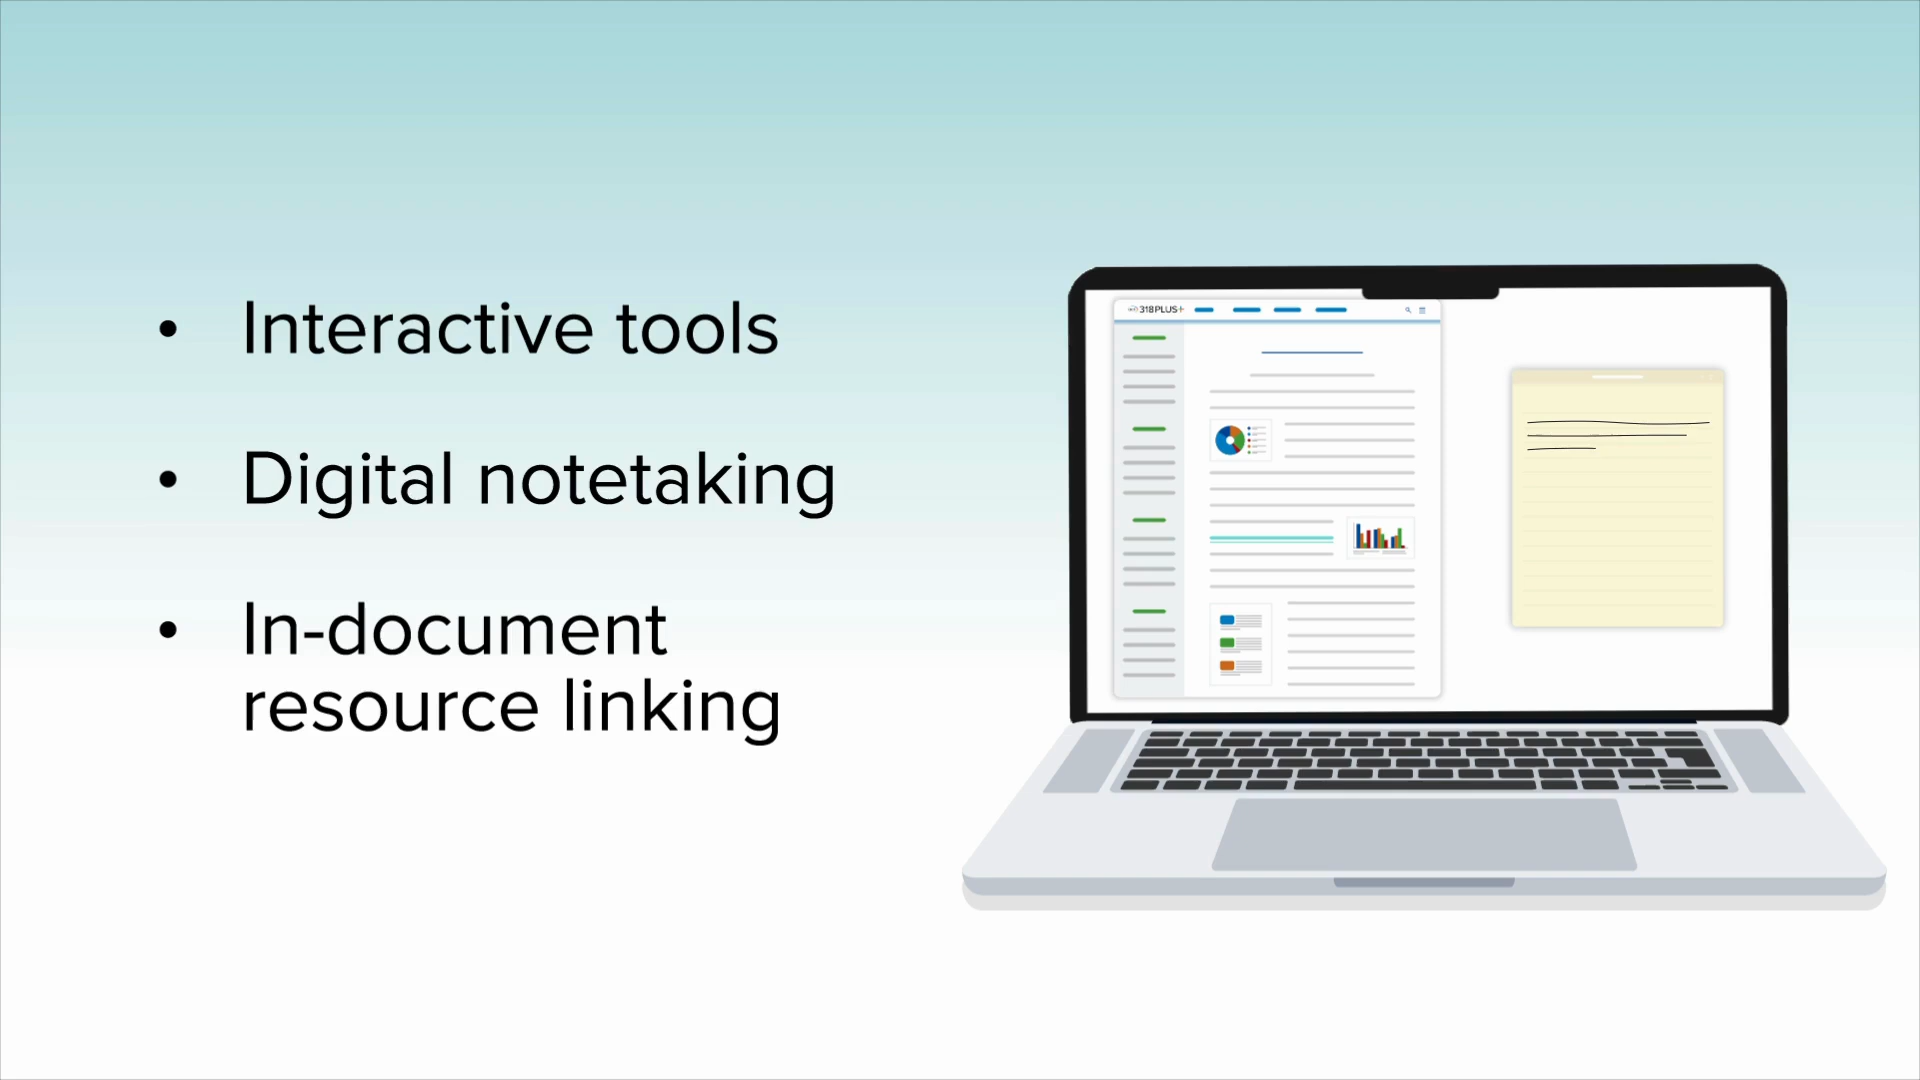 • Interactive tools
• Digital notetaking
• In-document
resource linking
318PLUS+